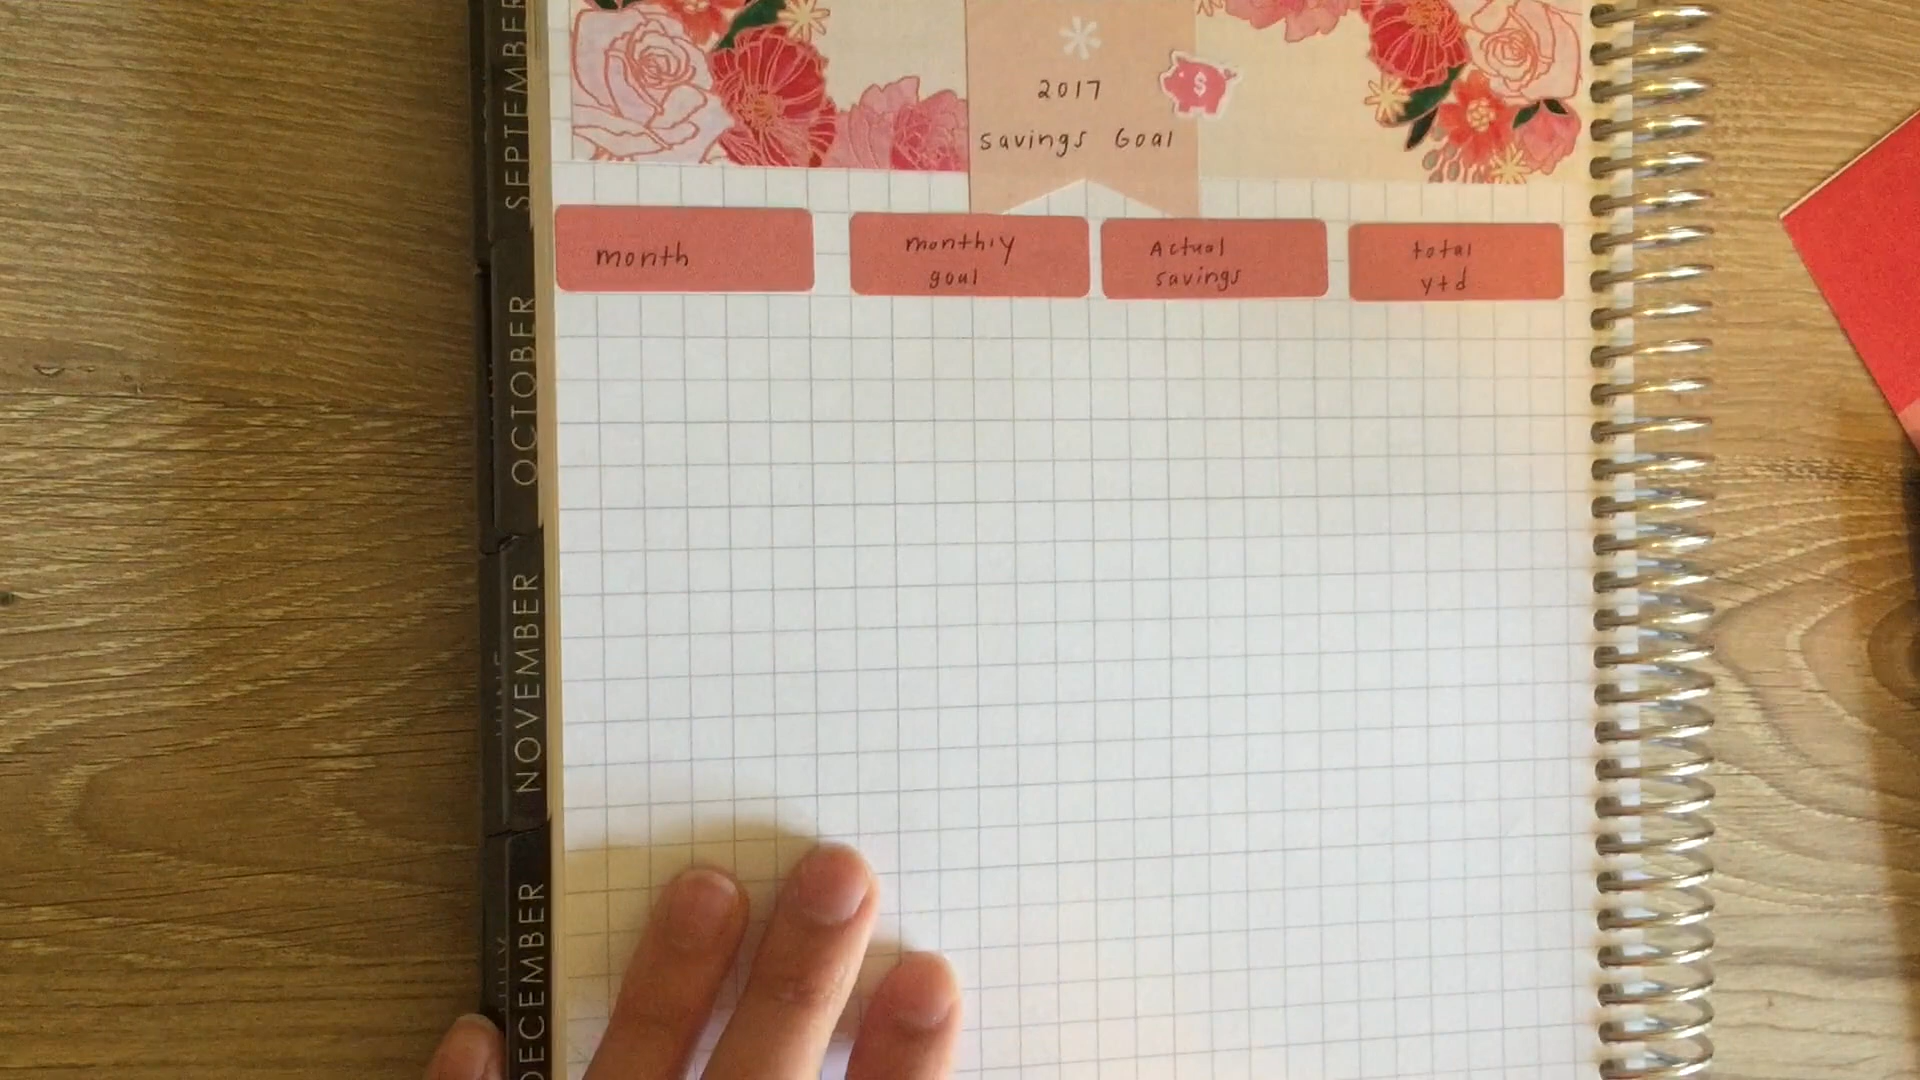 2017
$
savings Goal
month
monthly
goal
Actual
savings
total
ytd
SEPTEMBER
OCTOBER
NOVEMBER
DECEMBER